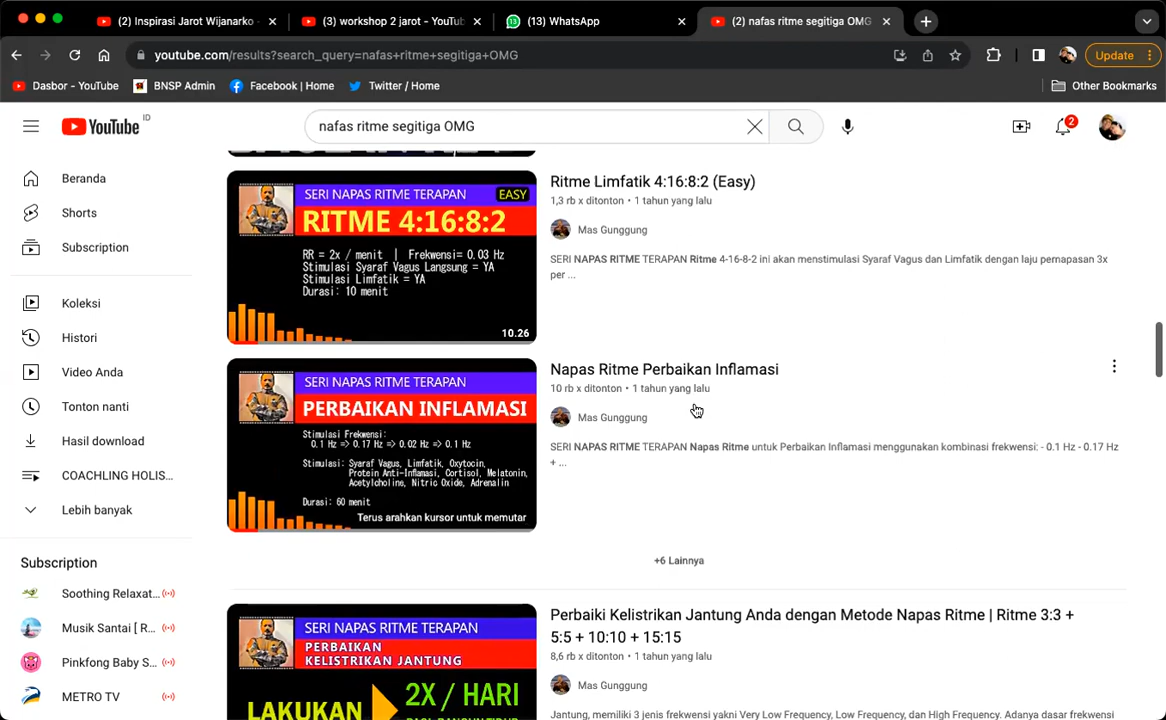 (2) Inspirasi Jarot Wijanarko -
(3) workshop 2 jarot - YouTub
(13) WhatsApp
(2) nafas ritme segitiga OMG
youtube.com/results?search_query=nafas+ritme+segitiga+OMG
Update
Dasbor - YouTube
BNSP Admin
Facebook | Home
Twitter / Home
Other Bookmarks
YouTube ID
nafas ritme segitiga OMG
2
Beranda
Shorts
Subscription
Koleksi
Histori
Video Anda
Tonton nanti
Hasil download
COACHLING HOLIS...
Lebih banyak
Subscription
Soothing Relaxat...
Musik Santai [ R...
Pinkfong Baby S...
METRO TV
SERI NAPAS RITME TERAPAN EASY
RITME 4:16:8:2
RR = 2x / menit | Frekwensi= 0.03 Hz
Stimulasi Syaraf Vagus Langsung = YA
Stimulasi Limfatik = YA
Durasi: 10 menit
10.26
Ritme Limfatik 4:16:8:2 (Easy)
1,3 rb x ditonton • 1 tahun yang lalu
Mas Gunggung
SERI NAPAS RITME TERAPAN Ritme 4-16-8-2 ini akan menstimulasi Syaraf Vagus dan Limfatik dengan laju pernapasan 3x
per ...
SERI NAPAS RITME TERAPAN
PERBAIKAN INFLAMASI
Stimulasi Frekwensi:
0.1 Hz => 0.17 Hz => 0.02 Hz => 0.1 Hz
Stimulasi: Syaraf Vagus, Limfatik, Oxytocin,
Protein Anti-Inflamasi, Cortisol, Melatonin,
Acetylcholine, Nitric Oxide, Adrenalin
Durasi: 60 menit
Terus arahkan kursor untuk memutar
Napas Ritme Perbaikan Inflamasi
10 rb x ditonton • 1 tahun yang lalu
Mas Gunggung
SERI NAPAS RITME TERAPAN Napas Ritme untuk Perbaikan Inflamasi menggunakan kombinasi frekwensi: - 0.1 Hz - 0.17 Hz
+ ...
+6 Lainnya
SERI NAPAS RITME TERAPAN
PERBAIKAN
KELISTRIKAN JANTUNG
LAKUKAN
2X / HARI
Perbaiki Kelistrikan Jantung Anda dengan Metode Napas Ritme | Ritme 3:3 +
5:5 + 10:10 + 15:15
8,6 rb x ditonton • 1 tahun yang lalu
Mas Gunggung
Jantung, memiliki 3 jenis frekwensi yakni Very Low Frequency, Low Frequency, dan High Frequency. Adanya dasar frekwensi